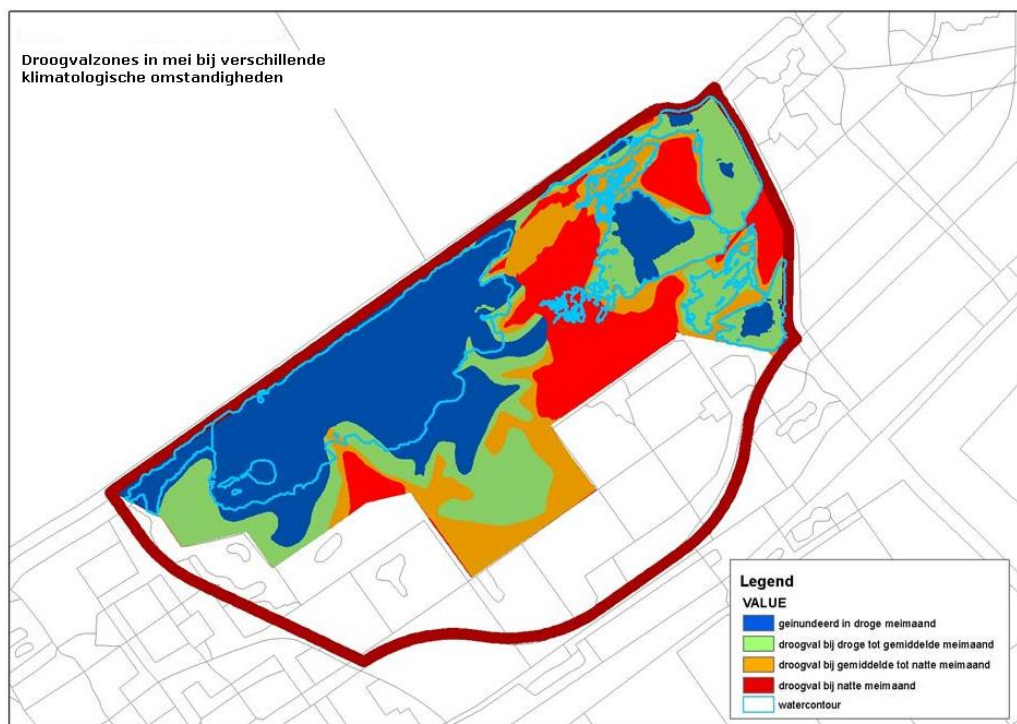 Droogvalzones in mei bij verschillende
klimatologische omstandigheden
Legend
VALUE
geinundeerd in droge meimaand
droogval bij droge tot gemiddelde meimaand
droogval bij gemiddelde tot natte meimaand
droogval bij natte meimaand
watercontour